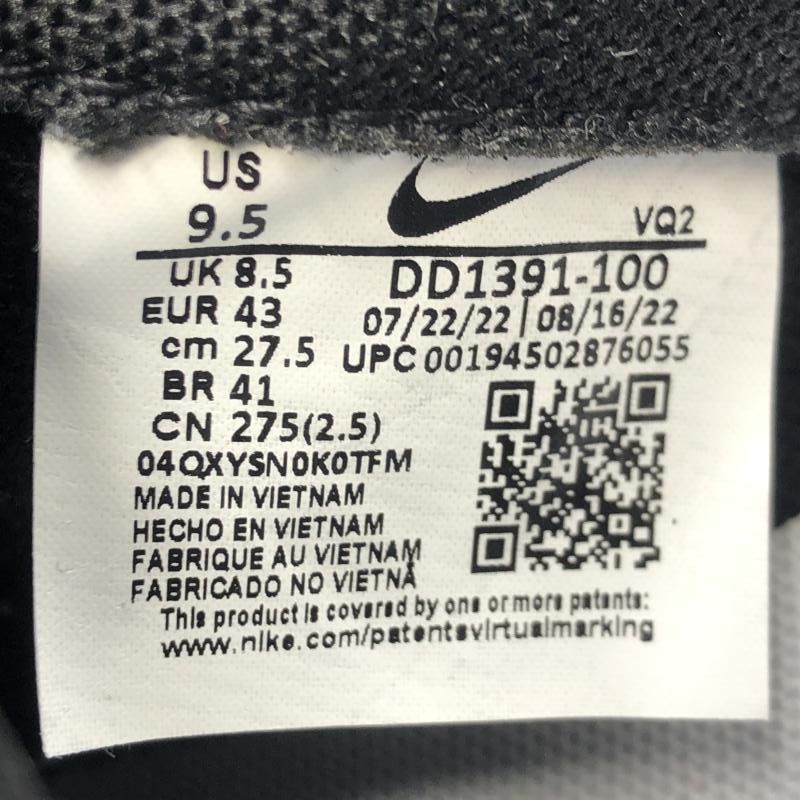 US
9.5
VQ2
UK 8.5
DD1391-100
EUR 43
07/22/22 | 08/16/22
cm 27.5
UPC 00194502876055
BR 41
CN 275(2.5)
04QXYSN0K0TFM
MADE IN VIETNAM
HECHO EN VIETNAM
FABRIQUE AU VIETNAM
FABRICADO NO VIETNÃ
This product is covered by one or more patents:
www.nike.com/patentsvirtualmarking